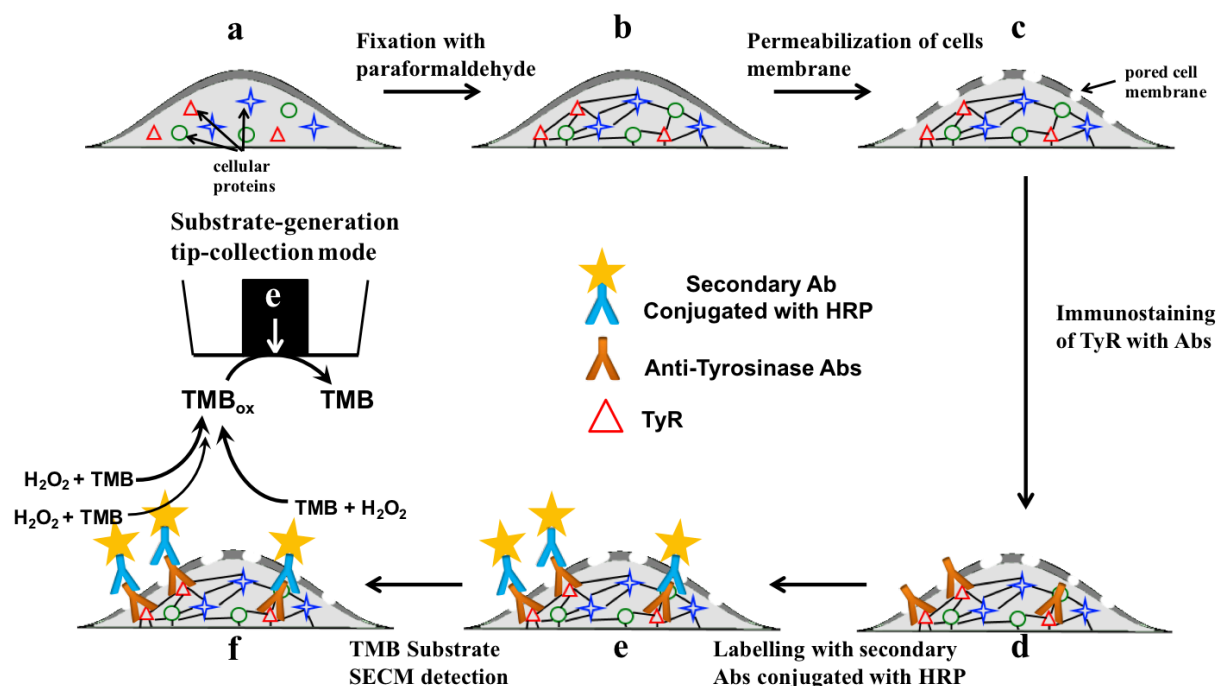 a
Fixation with
paraformaldehyde
b
Permeabilization of cells
membrane
c
pored cell
membrane
cellular
proteins
Substrate-generation
tip-collection mode
e
TMBox
TMB
H2O2 + TMB
H2O2 + TMB
TMB + H2O2
Secondary Ab
Conjugated with HRP
Anti-Tyrosinase Abs
TyR
Immunostaining
of TyR with Abs
f
TMB Substrate
SECM detection
e
Labelling with secondary
Abs conjugated with HRP
d